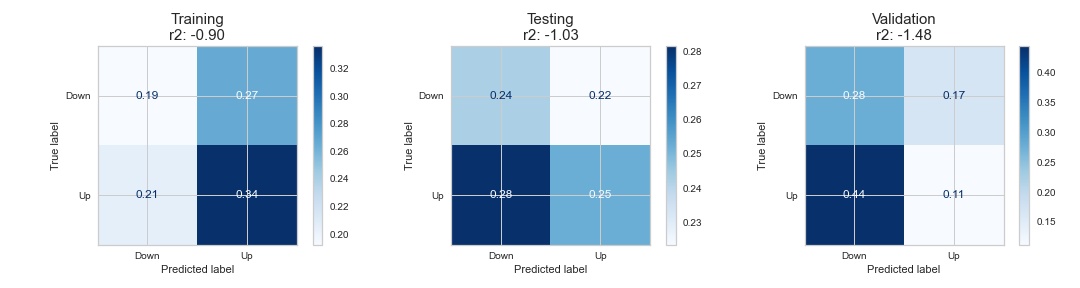 Training
r2: -0.90
0.19
0.27
0.21
0.34
Down
Up
True label
Down
Up
Predicted label
0.32
0.30
0.28
0.26
0.24
0.22
0.20
Testing
r2: -1.03
0.24
0.22
0.28
0.25
Down
Up
True label
Down
Up
Predicted label
0.28
0.27
0.26
0.25
0.24
0.23
Validation
r2: -1.48
0.28
0.17
0.44
0.11
Down
Up
True label
Down
Up
Predicted label
0.40
0.35
0.30
0.25
0.20
0.15